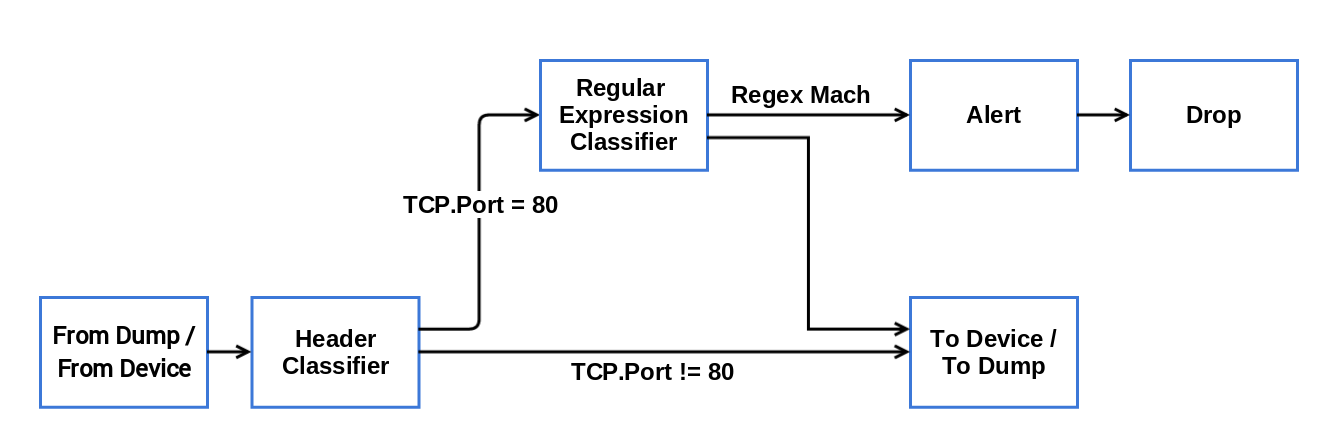 Regular
Expression
Classifier
Regex Mach
Alert
Drop
TCP.Port = 80
From Dump /
From Device
Header
Classifier
TCP.Port != 80
To Device /
To Dump